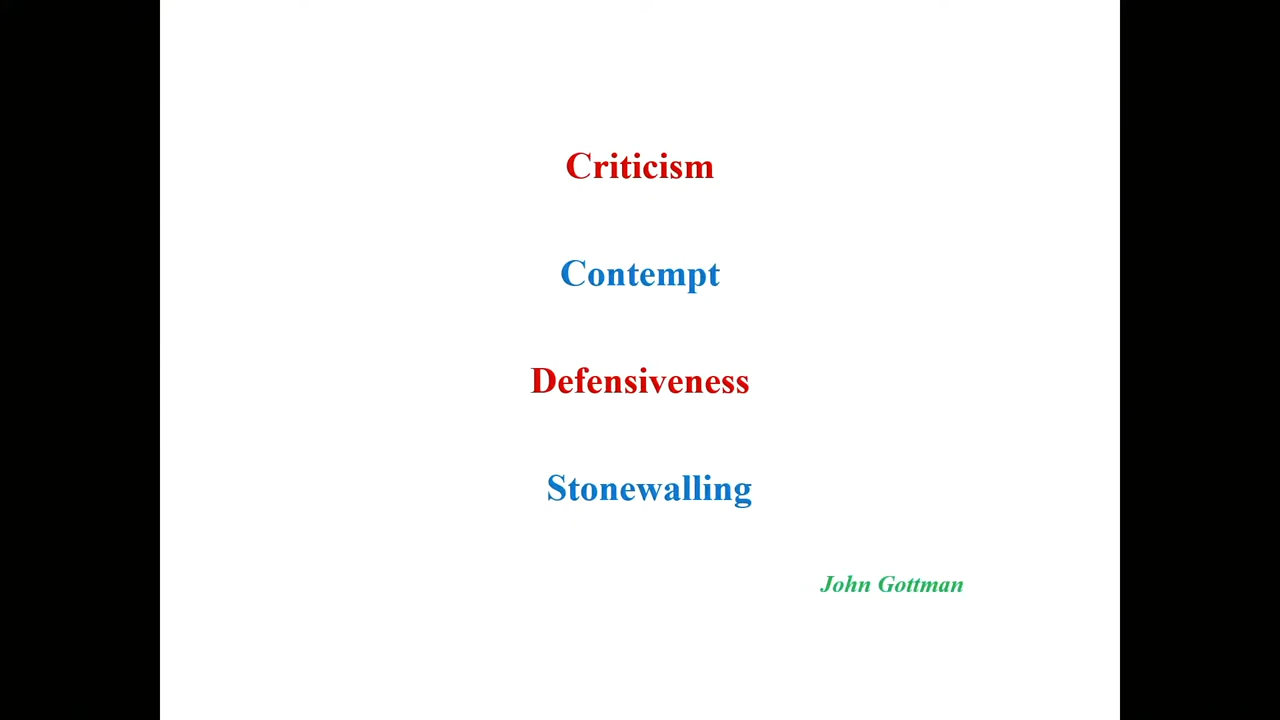 Criticism
Contempt
Defensiveness
Stonewalling
John Gottman